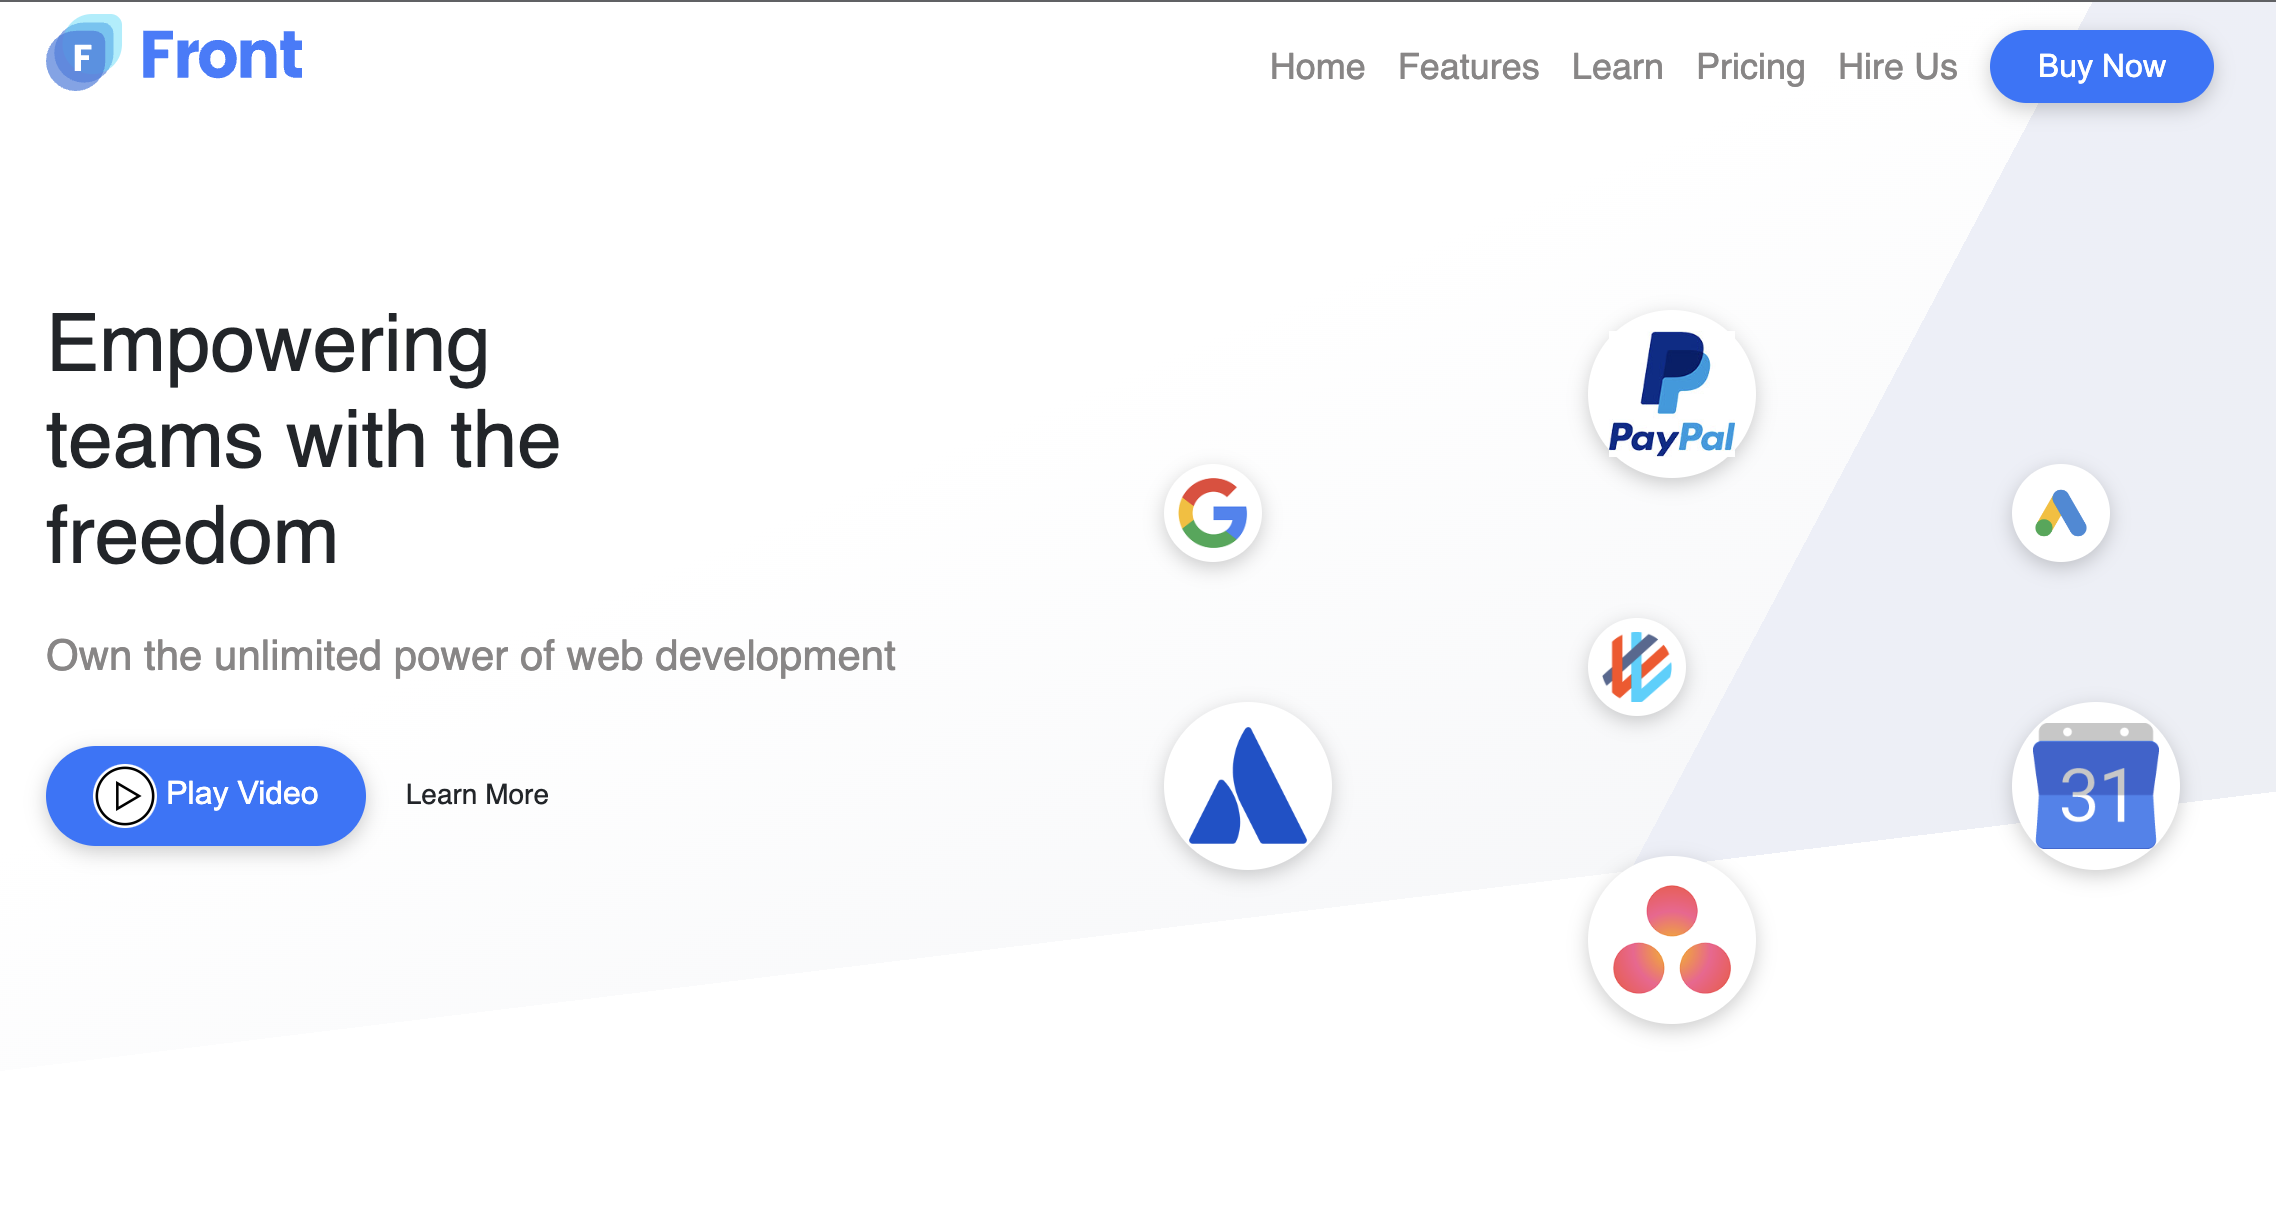 F Front
Home Features Learn Pricing Hire Us Buy Now
Empowering
teams with the
freedom
Own the unlimited power of web development
Play Video Learn More
PayPal
G
31